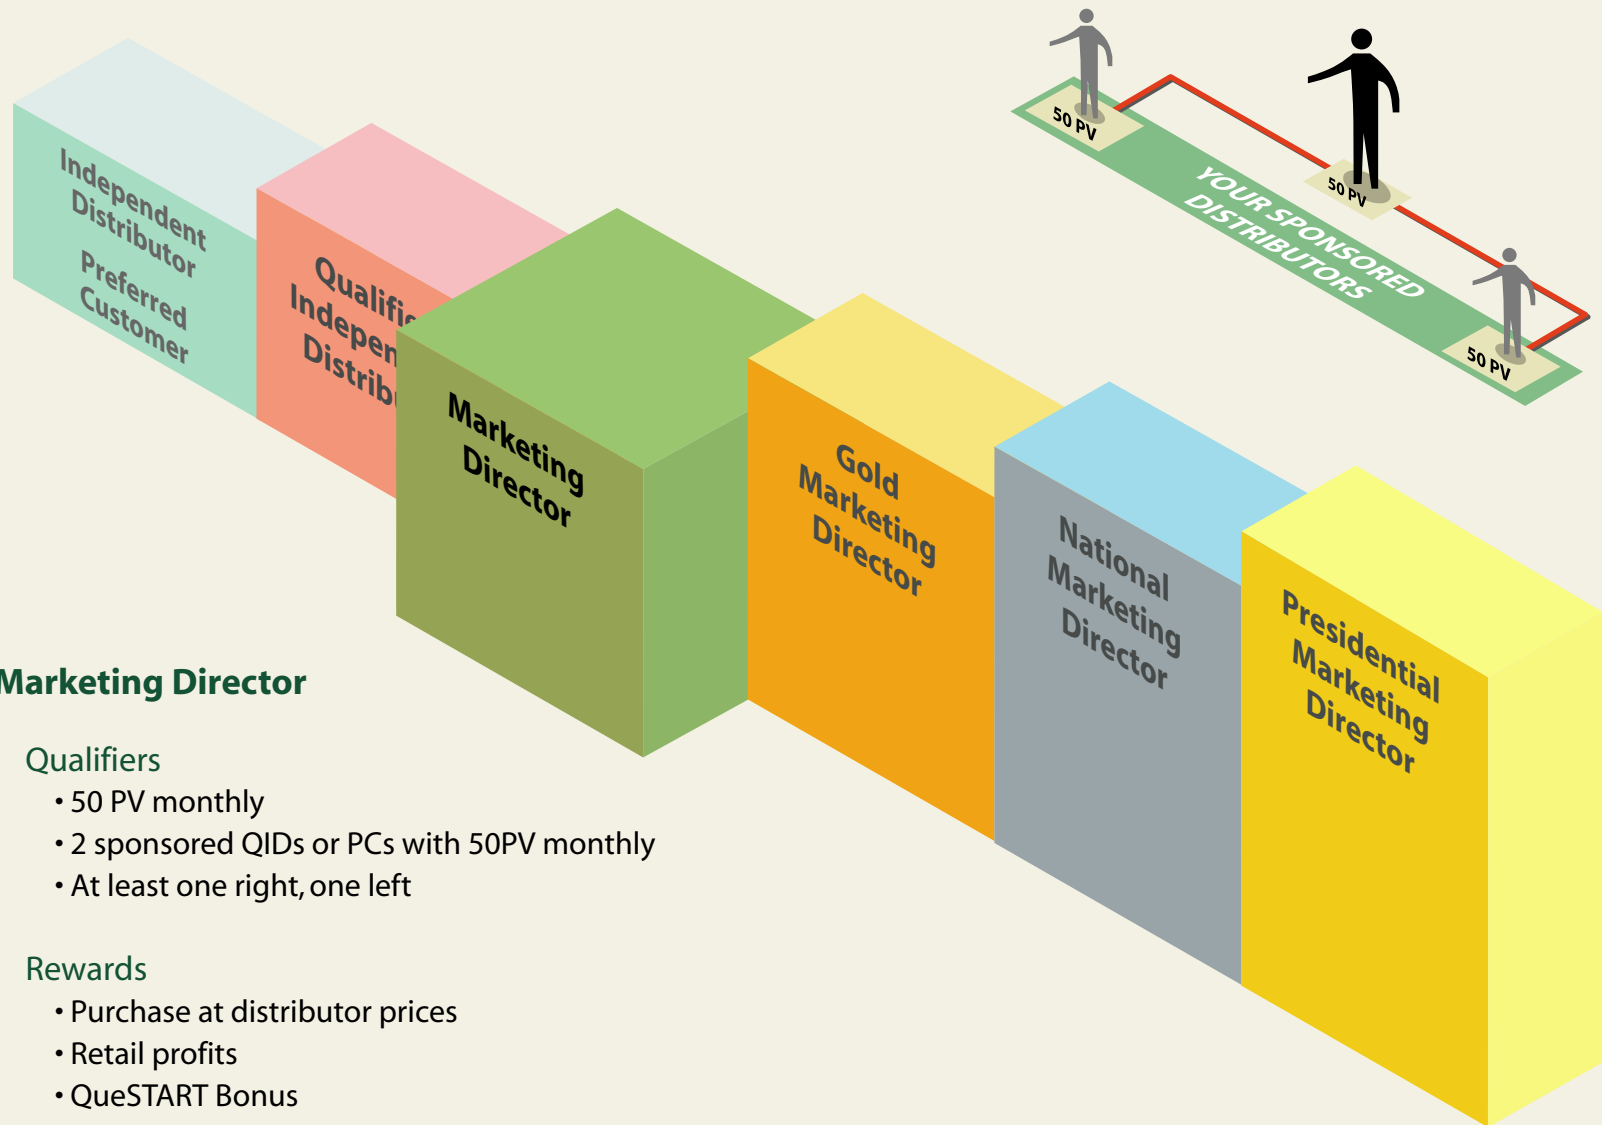 50 PV
50 PV
50 PV
YOUR SPONSORED
DISTRIBUTORS
Independent
Distributor
Preferred
Customer
Qualifie
Indepen
Distribu
Marketing
Director
Gold
Marketing
Director
National
Marketing
Director
Presidential
Marketing
Director
Marketing Director
Qualifiers
• 50 PV monthly
• 2 sponsored QIDs or PCs with 50PV monthly
• At least one right, one left
Rewards
• Purchase at distributor prices
• Retail profits
• QueSTART Bonus